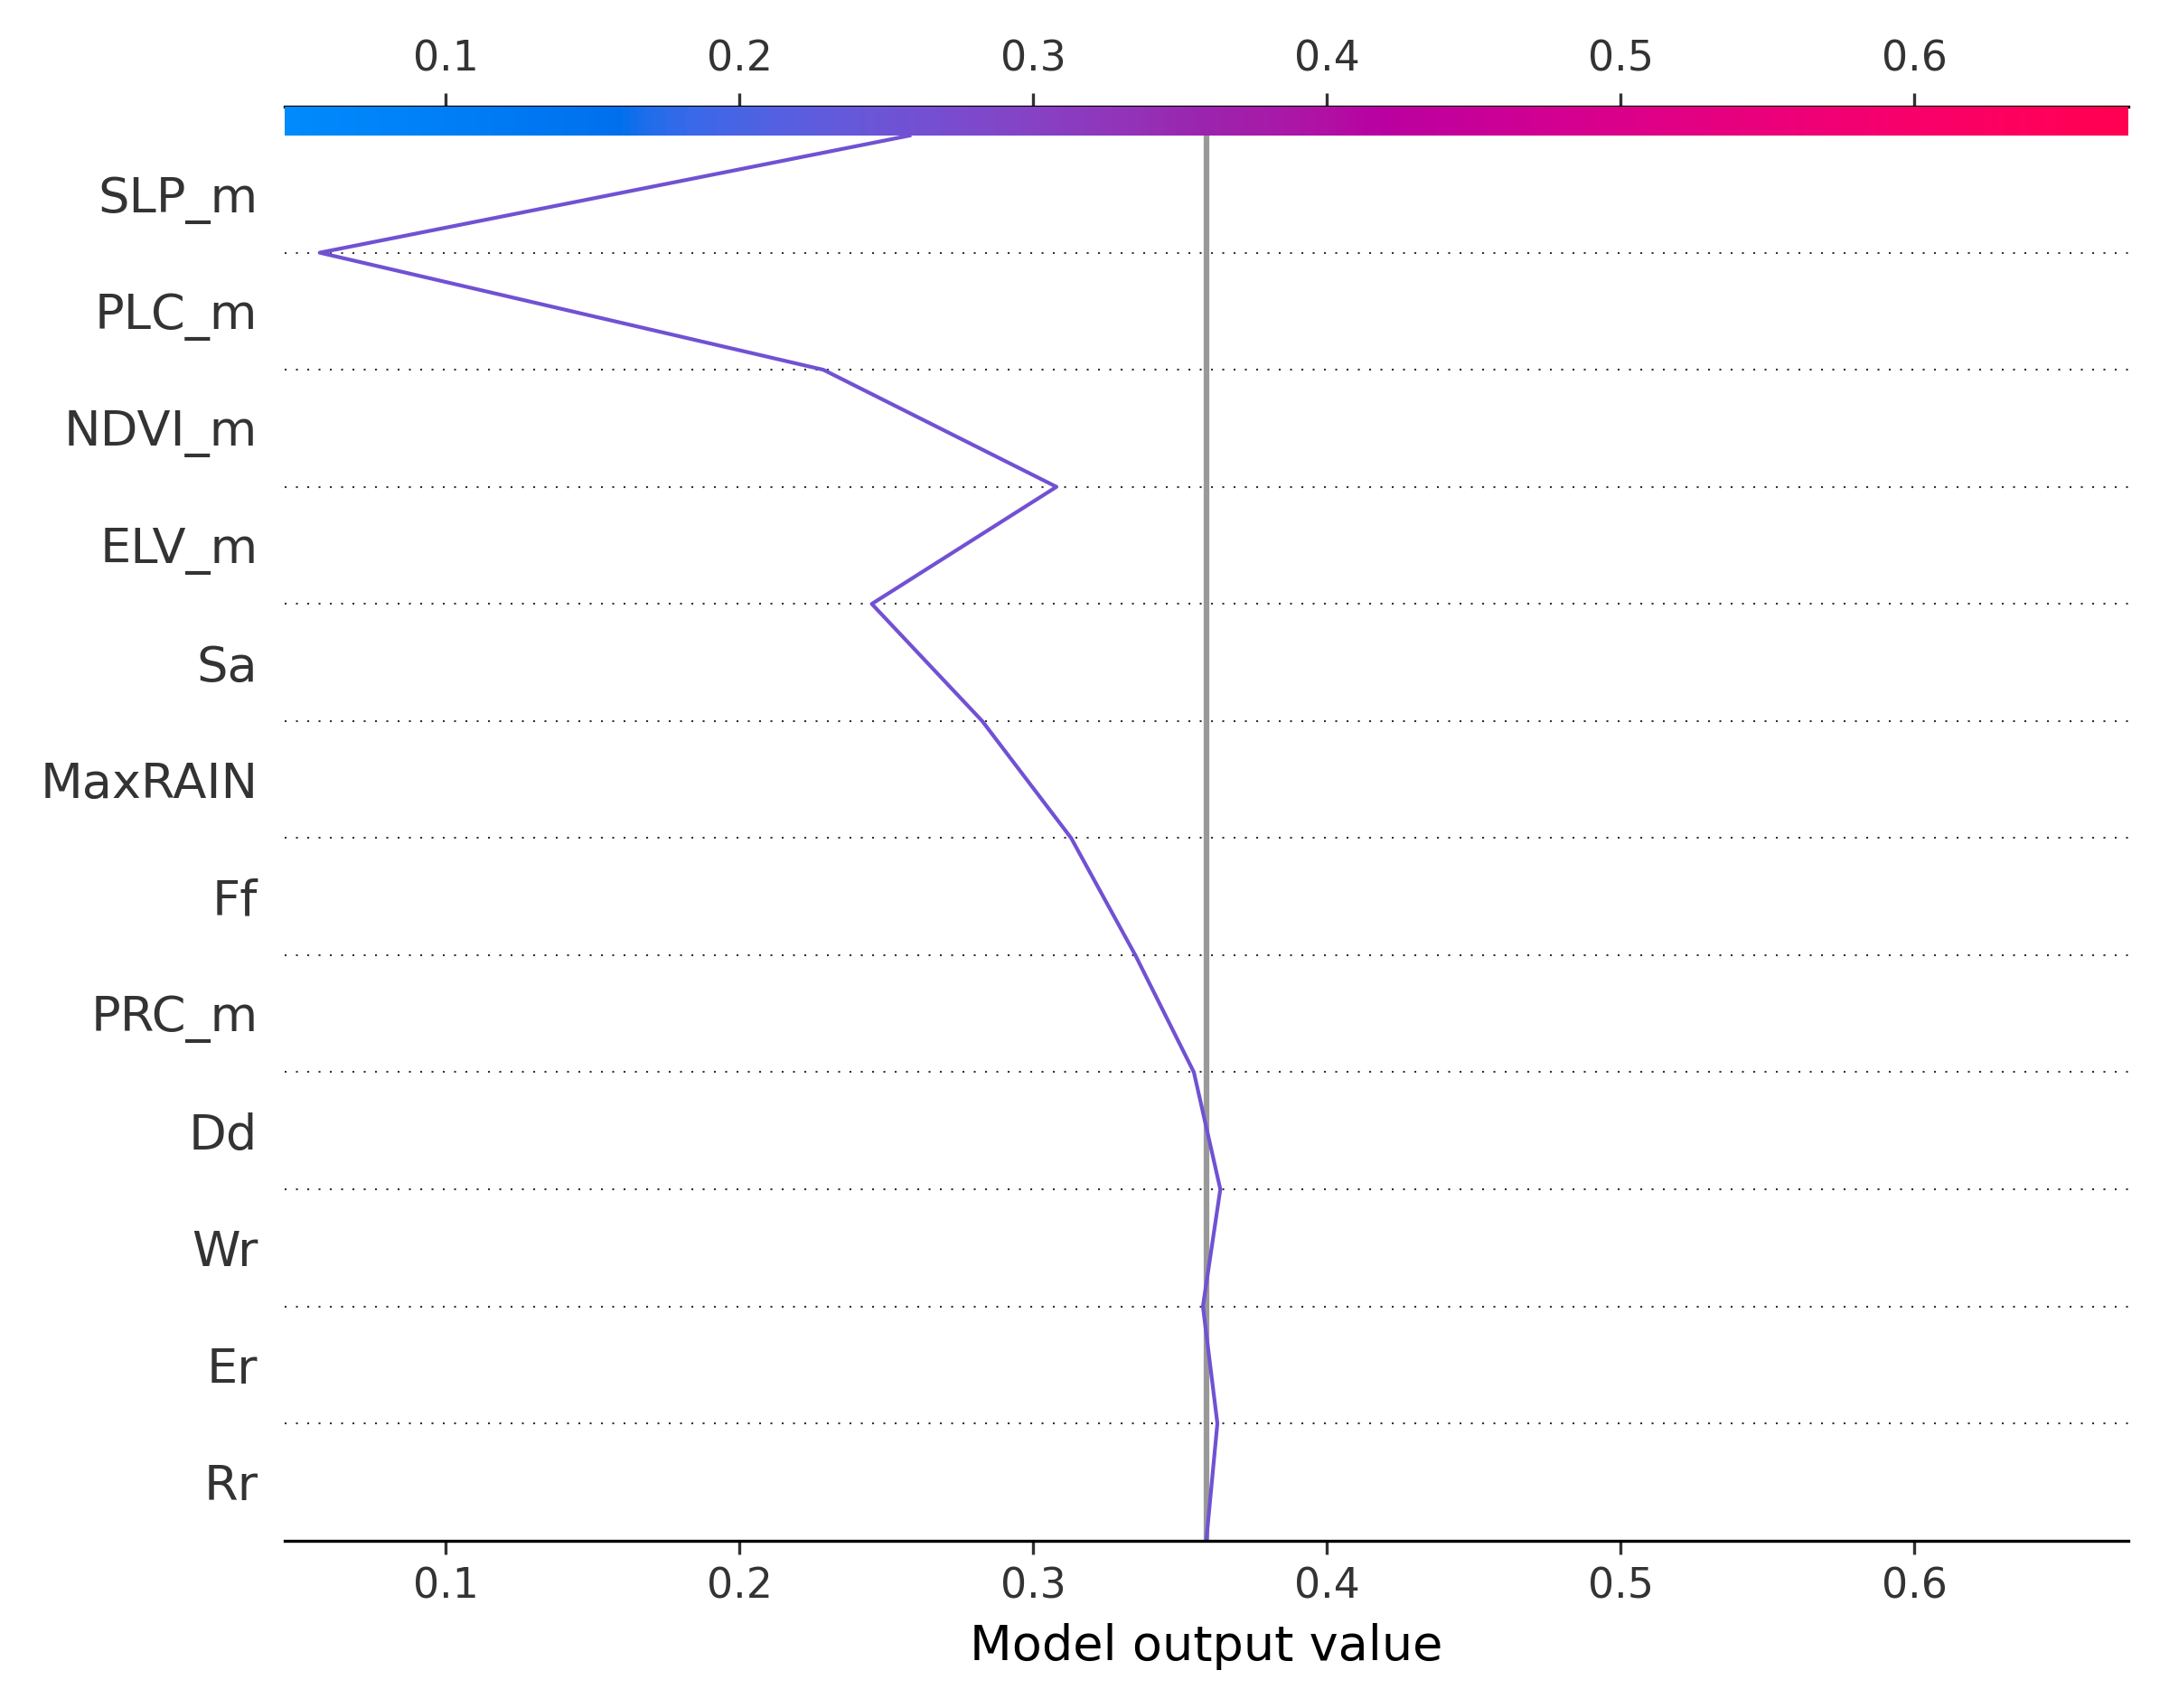 0.1 0.2 0.3 0.4 0.5 0.6
SLP_m
PLC_m
NDVI_m
ELV_m
Sa
MaxRAIN
Ff
PRC_m
Dd
Wr
Er
Rr
0.1 0.2 0.3 0.4 0.5 0.6
Model output value